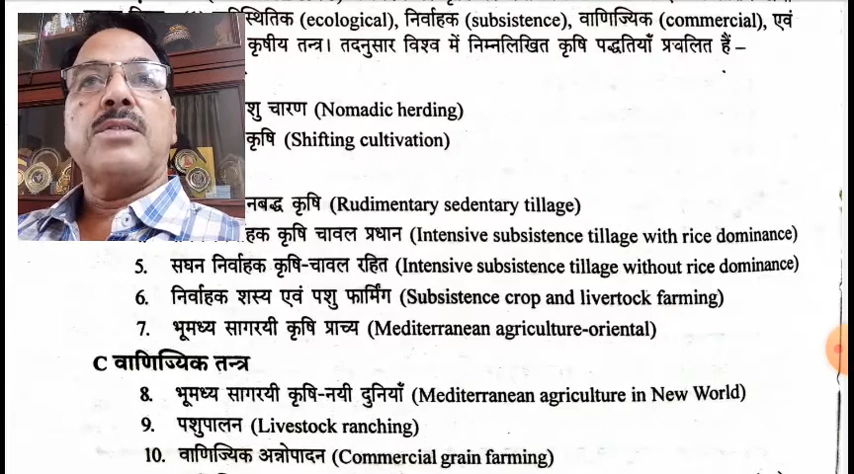 स्थितिक (ecological), निर्वाहक (subsistence), वाणिज्यिक (commercial), एवं
कृषीय तन्त्र। तदनुसार विश्व में निम्नलिखित कृषि पद्धतियाँ प्रचलित हैं –
शु चारण (Nomadic herding)
कृषि (Shifting cultivation)
नबद्ध कृषि (Rudimentary sedentary tillage)
हक कृषि चावल प्रधान (Intensive subsistence tillage with rice dominance)
5. सघन निर्वाहक कृषि-चावल रहित (Intensive subsistence tillage without rice dominance)
6. निर्वाहक शस्य एवं पशु फार्मिंग (Subsistence crop and livertock farming)
7. भूमध्य सागरयी कृषि प्राच्य (Mediterranean agriculture-oriental)
C वाणिज्यिक तन्त्र
8. भूमध्य सागरयी कृषि-नयी दुनियाँ (Mediterranean agriculture in New World)
9. पशुपालन (Livestock ranching)
10. वाणिज्यिक अन्नोपादन (Commercial grain farming)